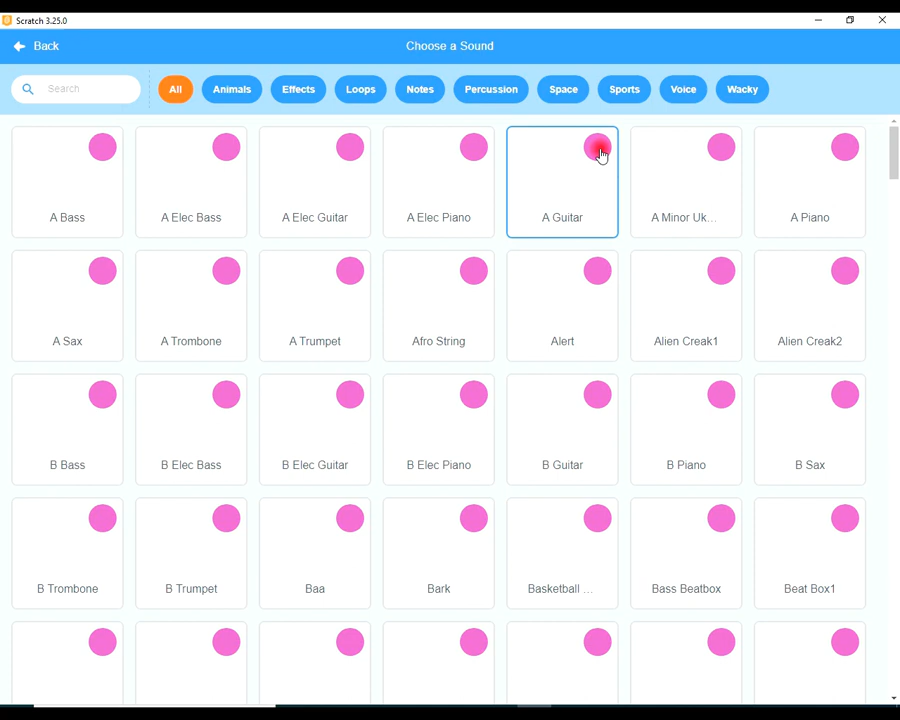 Scratch 3.25.0
Back
Choose a Sound
Search
All Animals Effects Loops Notes Percussion Space Sports Voice Wacky
A Bass A Elec Bass A Elec Guitar A Elec Piano A Guitar A Minor Uk... A Piano
A Sax A Trombone A Trumpet Afro String Alert Alien Creak1 Alien Creak2
B Bass B Elec Bass B Elec Guitar B Elec Piano B Guitar B Piano B Sax
B Trombone B Trumpet Baa Bark Basketball ... Bass Beatbox Beat Box1